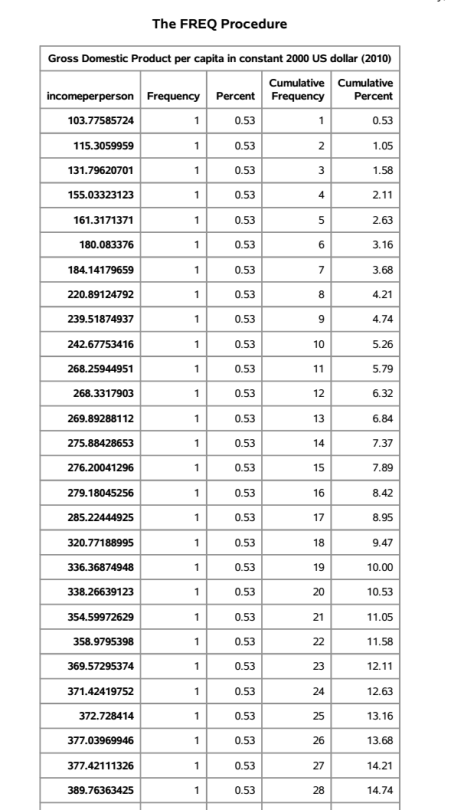 The FREQ Procedure
Gross Domestic Product per capita in constant 2000 US dollar (2010)
incomeperperson Frequency Percent Cumulative Frequency Cumulative Percent
103.77585724 1 0.53 1 0.53
115.3059959 1 0.53 2 1.05
131.79620701 1 0.53 3 1.58
155.03323123 1 0.53 4 2.11
161.3171371 1 0.53 5 2.63
180.083376 1 0.53 6 3.16
184.14179659 1 0.53 7 3.68
220.89124792 1 0.53 8 4.21
239.51874937 1 0.53 9 4.74
242.67753416 1 0.53 10 5.26
268.25944951 1 0.53 11 5.79
268.3317903 1 0.53 12 6.32
269.89288112 1 0.53 13 6.84
275.88428653 1 0.53 14 7.37
276.20041296 1 0.53 15 7.89
279.18045256 1 0.53 16 8.42
285.22444925 1 0.53 17 8.95
320.77188995 1 0.53 18 9.47
336.36874948 1 0.53 19 10.00
338.26639123 1 0.53 20 10.53
354.59972629 1 0.53 21 11.05
358.9795398 1 0.53 22 11.58
369.57295374 1 0.53 23 12.11
371.42419752 1 0.53 24 12.63
372.728414 1 0.53 25 13.16
377.03969946 1 0.53 26 13.68
377.42111326 1 0.53 27 14.21
389.76363425 1 0.53 28 14.74